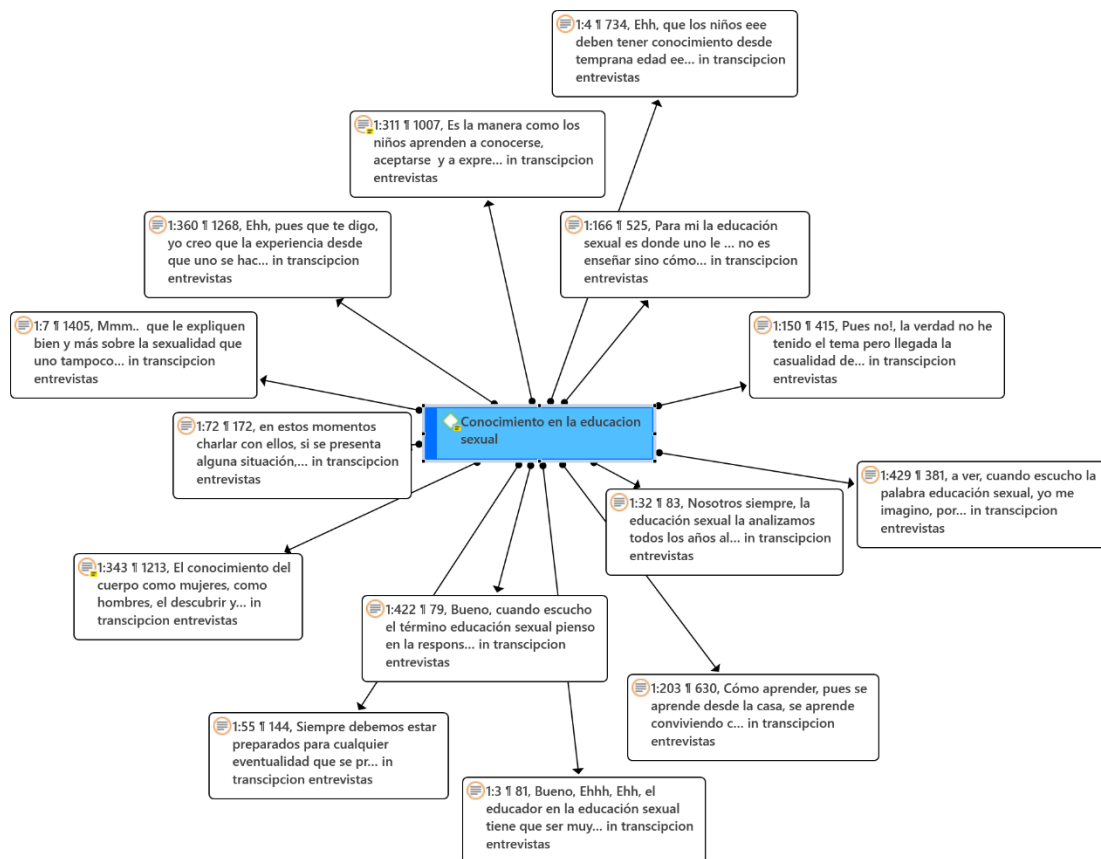 1:4 ¶ 734, Ehh, que los niños eee
deben tener conocimiento desde
temprana edad ee... in transcipcion
entrevistas
1:311 ¶ 1007, Es la manera como los
niños aprenden a conocerse,
aceptarse y a expre... in transcipcion
entrevistas
1:360 ¶ 1268, Ehh, pues que te digo,
yo creo que la experiencia desde
que uno se hac... in transcipcion
entrevistas
1:166 ¶ 525, Para mi la educación
sexual es donde uno le ... no es
enseñar sino cómo... in transcipcion
entrevistas
1:7 ¶ 1405, Mmm.. que le expliquen
bien y más sobre la sexualidad que
uno tampoco... in transcipcion
entrevistas
1:150 ¶ 415, Pues no!, la verdad no he
tenido el tema pero llegada la
casualidad de... in transcipcion
entrevistas
Conocimiento en la educacion
sexual
1:72 ¶ 172, en estos momentos
charlar con ellos, si se presenta
alguna situación,... in transcipcion
entrevistas
1:429 ¶ 381, a ver, cuando escucho la
palabra educación sexual, yo me
imagino, por... in transcipcion
entrevistas
1:32 ¶ 83, Nosotros siempre, la
educación sexual la analizamos
todos los años al... in transcipcion
entrevistas
1:343 ¶ 1213, El conocimiento del
cuerpo como mujeres, como
hombres, el descubrir y... in
transcipcion entrevistas
1:422 ¶ 79, Bueno, cuando escucho
el término educación sexual pienso
en la respons... in transcipcion
entrevistas
1:203 ¶ 630, Cómo aprender, pues se
aprende desde la casa, se aprende
conviviendo c... in transcipcion
entrevistas
1:55 ¶ 144, Siempre debemos estar
preparados para cualquier
eventualidad que se pr... in
transcipcion entrevistas
1:3 ¶ 81, Bueno, Ehhh, Ehh, el
educador en la educación sexual
tiene que ser muy... in transcipcion
entrevistas